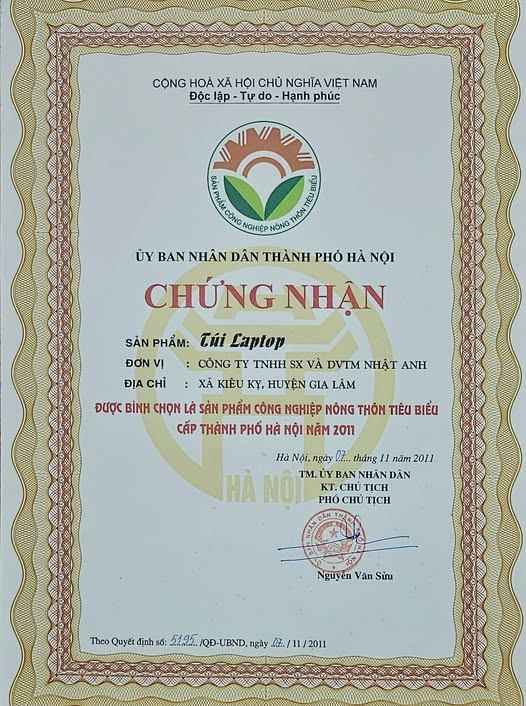 CỘNG HOÀ XÃ HỘI CHỦ NGHĨA VIỆT NAM
Độc lập - Tự do - Hạnh phúc
SẢN PHẨM CÔNG NGHIỆP NÔNG THÔN TIÊU BIỂU
ỦY BAN NHÂN DÂN THÀNH PHỐ HÀ NỘI
CHỨNG NHẬN
SẢN PHẨM: Túi Laptop
ĐƠN VỊ : CÔNG TY TNHH SX VÀ DVTM NHẬT ANH
ĐỊA CHỈ : XÃ KIÊU KỴ, HUYỆN GIA LÂM
ĐƯỢC BÌNH CHỌN LÀ SẢN PHẨM CÔNG NGHIỆP NÔNG THÔN TIÊU BIỂU
CẤP THÀNH PHỐ HÀ NỘI NĂM 2011
Hà Nội, ngày 07... tháng 11 năm 2011
TM. ỦY BAN NHÂN DÂN
KT. CHỦ TỊCH
PHÓ CHỦ TỊCH
HÀ NỘI
Nguyễn Văn Sửu
Theo Quyết định số: 5195 /QĐ-UBND, ngày 07 / 11 / 2011